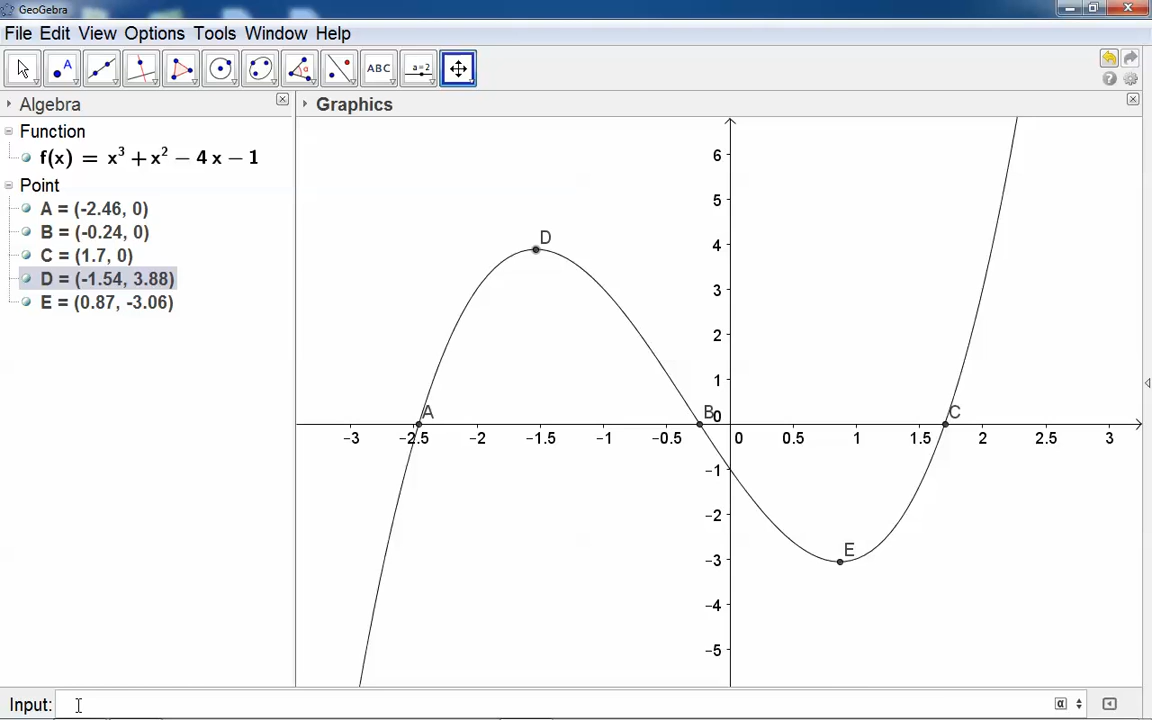 GeoGebra
File Edit View Options Tools Window Help
A
α
ABC
a=2
Algebra
Graphics
Function
f(x) = x³ + x² − 4 x − 1
Point
A = (-2.46, 0)
B = (-0.24, 0)
C = (1.7, 0)
D = (-1.54, 3.88)
E = (0.87, -3.06)
6
5
D
4
3
2
1
A
B
0
C
−3 −2.5 −2 −1.5 −1 −0.5 0 0.5 1 1.5 2 2.5 3
−1
−2
E
−3
−4
−5
Input:
α